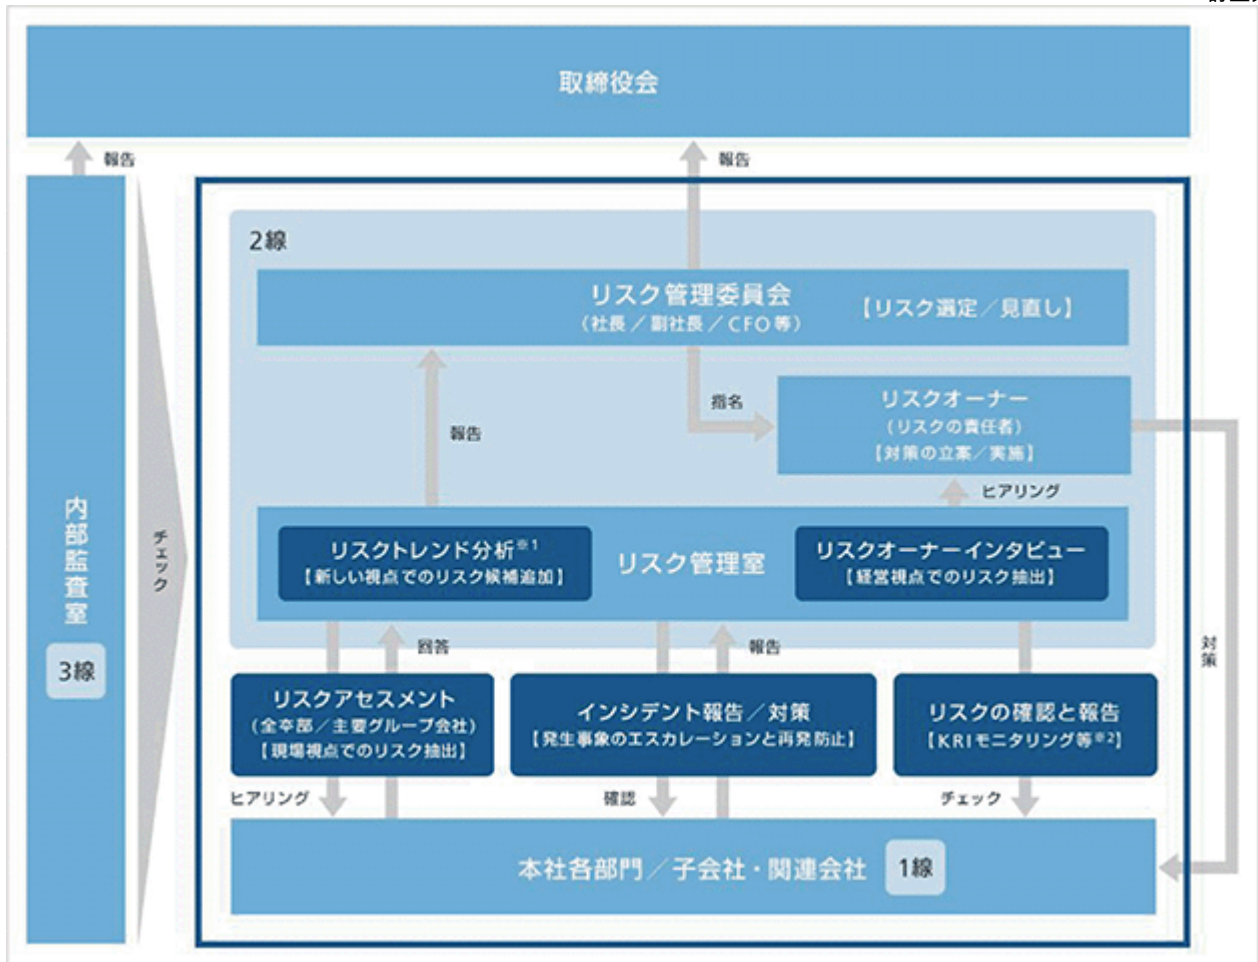 取締役会
報告
報告
2線
リスク管理委員会
(社長／副社長／CFO等)
【リスク選定／見直し】
指名
リスクオーナー
(リスクの責任者)
【対策の立案／実施】
報告
ヒアリング
内部監査室
3線
チェック
リスクトレンド分析※1
【新しい視点でのリスク候補追加】
リスク管理室
リスクオーナーインタビュー
【経営視点でのリスク抽出】
回答
報告
対策
リスクアセスメント
(全卒部／主要グループ会社)
【現場視点でのリスク抽出】
インシデント報告／対策
【発生事象のエスカレーションと再発防止】
リスクの確認と報告
【KRIモニタリング等※2】
ヒアリング
確認
チェック
本社各部門／子会社・関連会社
1線